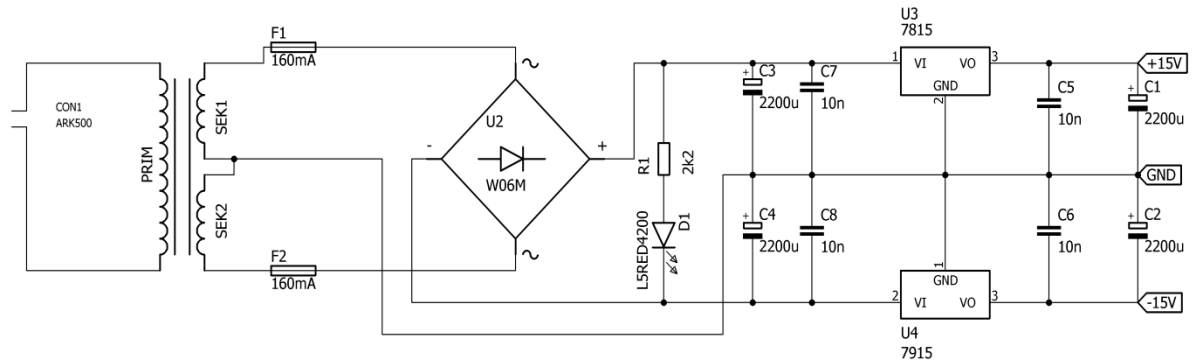 CON1
ARK500
PRIM
SEK1
SEK2
F1
160mA
F2
160mA
~
U2
-
+
W06M
~
R1
2k2
D1
L5RED4200
+
C3
2200u
C7
10n
+
C4
2200u
C8
10n
U3
7815
1
VI
VO
3
GND
2
1
GND
2
VI
VO
3
U4
7915
C5
10n
+
C1
2200u
C6
10n
+
C2
2200u
+15V
GND
-15V